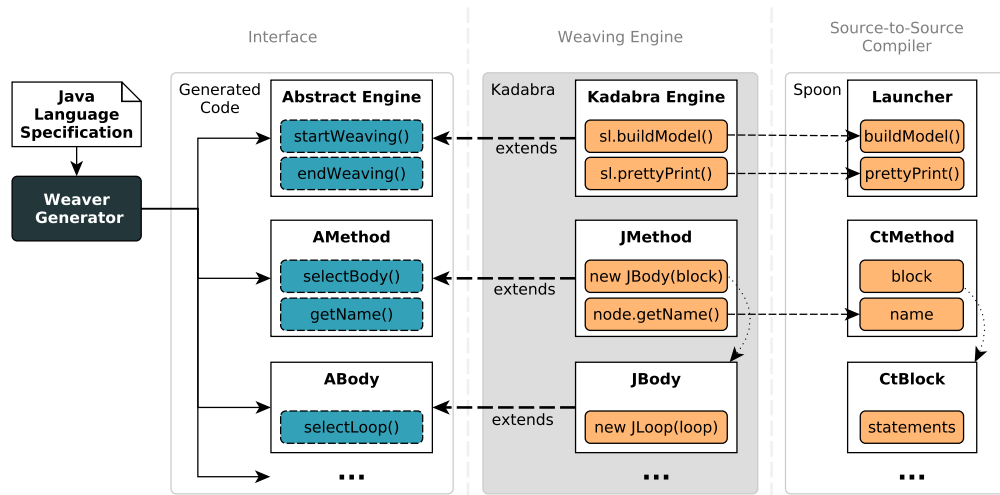 Interface
Weaving Engine
Source-to-Source
Compiler
Java
Language
Specification
Weaver
Generator
Generated
Code
Abstract Engine
startWeaving()
endWeaving()
AMethod
selectBody()
getName()
ABody
selectLoop()
...
extends
extends
extends
Kadabra
Kadabra Engine
sl.buildModel()
sl.prettyPrint()
JMethod
new JBody(block)
node.getName()
JBody
new JLoop(loop)
...
Spoon
Launcher
buildModel()
prettyPrint()
CtMethod
block
name
CtBlock
statements
...